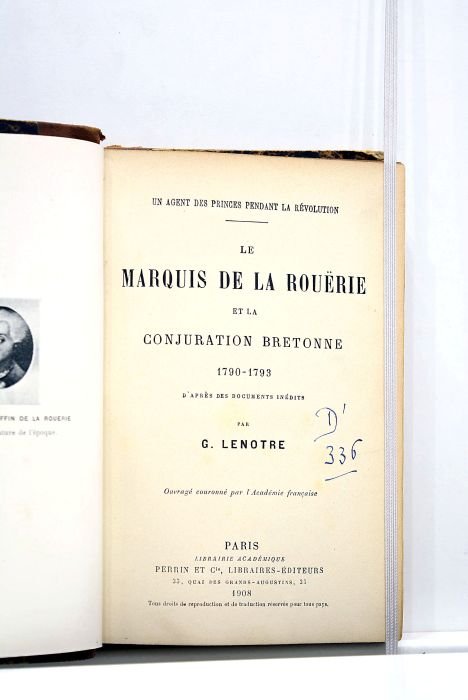 FFIN DE LA ROUERIE
ature de l'époque
UN AGENT DES PRINCES PENDANT LA RÉVOLUTION
LE
MARQUIS DE LA ROUËRIE
ET LA
CONJURATION BRETONNE
1790-1793
D'APRÈS DES DOCUMENTS INÉDITS
PAR
G. LENOTRE
D'
336
Ouvrage couronné par l'Académie française
PARIS
LIBRAIRIE ACADÉMIQUE
PERRIN ET Cie, LIBRAIRES-ÉDITEURS
35, QUAI DES GRANDS-AUGUSTINS, 35
1908
Tous droits de reproduction et de traduction réservés pour tous pays.